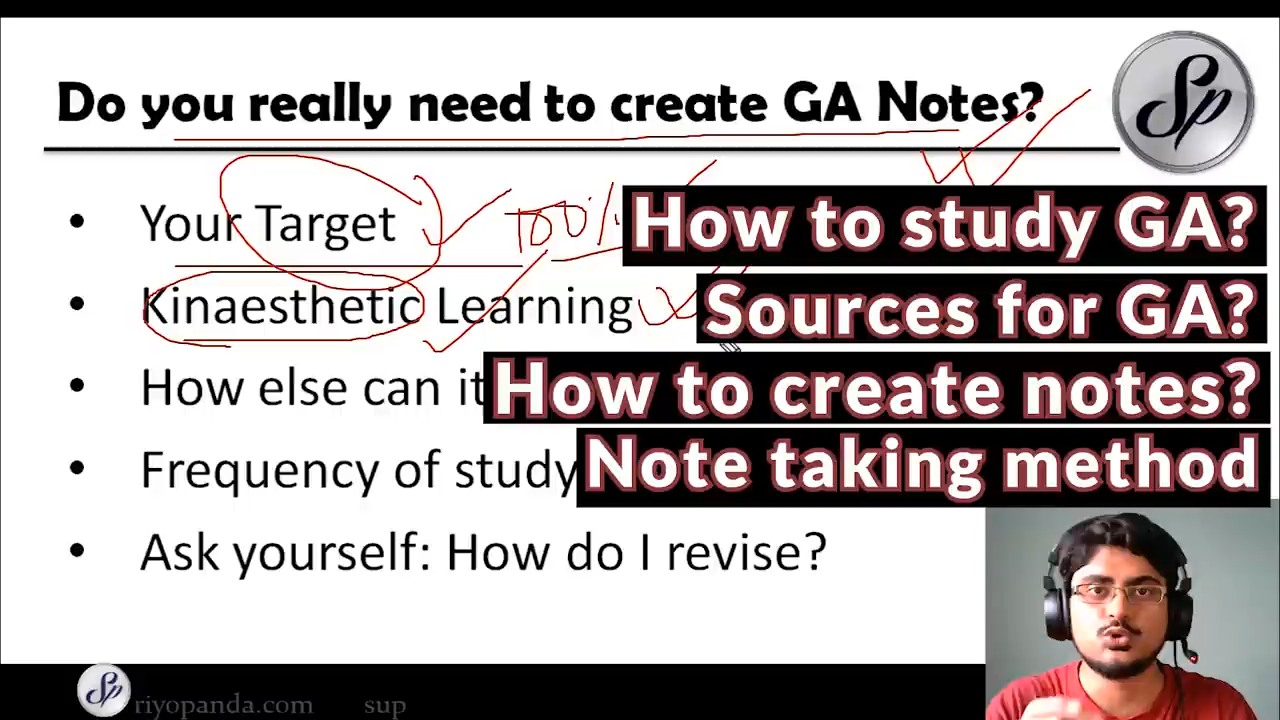 Do you really need to create GA Notes?
Sp
• Your Target 100%
How to study GA?
• Kinaesthetic Learning
Sources for GA?
• How else can it
How to create notes?
• Frequency of study
Note taking method
• Ask yourself: How do I revise?
Sp riyopanda.com sup